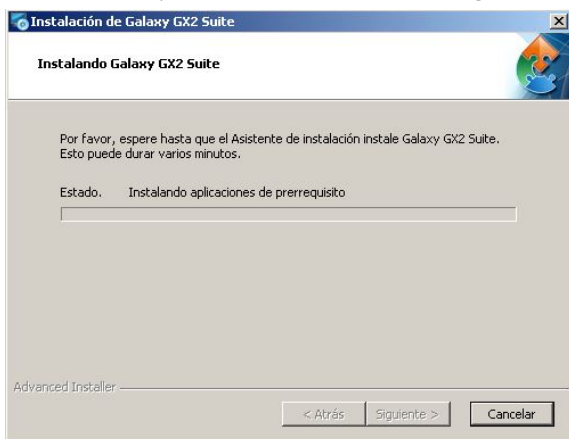 Instalación de Galaxy GX2 Suite
Instalando Galaxy GX2 Suite
Por favor, espere hasta que el Asistente de instalación instale Galaxy GX2 Suite.
Esto puede durar varios minutos.
Estado. Instalando aplicaciones de prerrequisito
Advanced Installer
< Atrás Siguiente > Cancelar